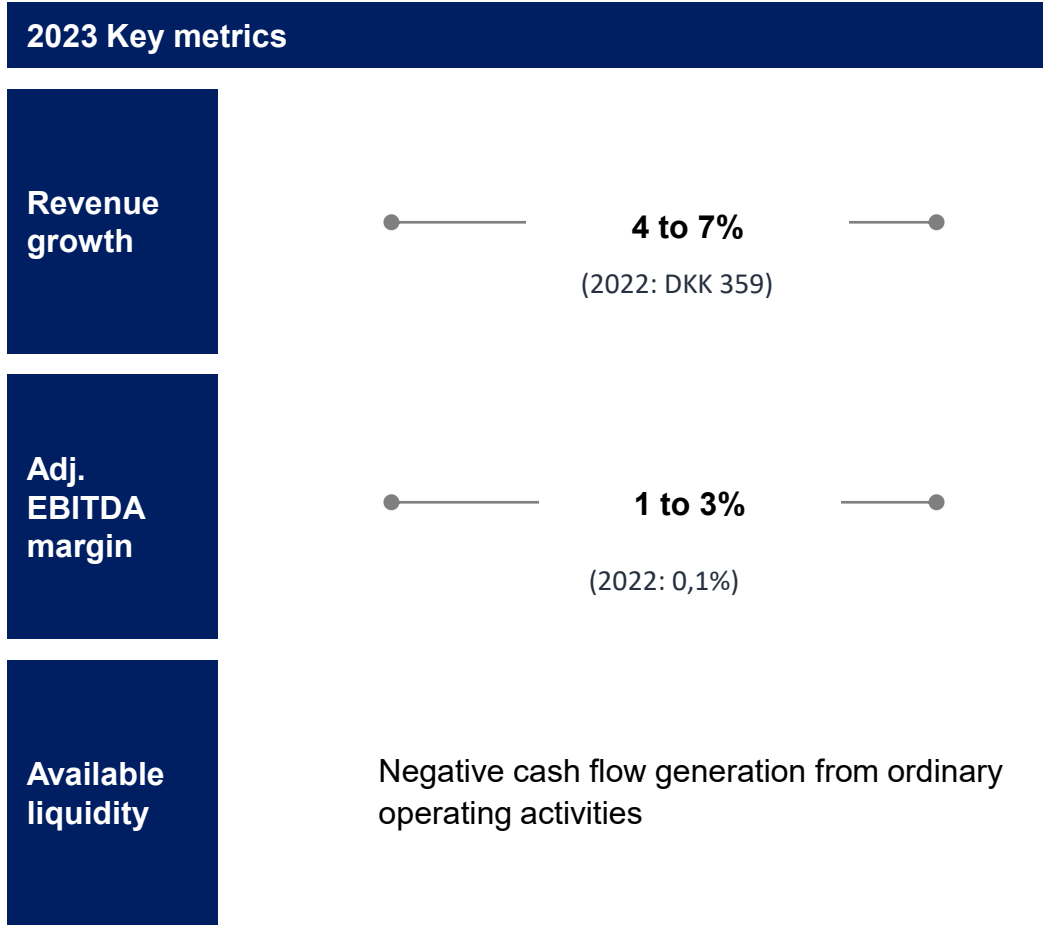 2023 Key metrics
Revenue
growth
4 to 7%
(2022: DKK 359)
Adj.
EBITDA
margin
1 to 3%
(2022: 0,1%)
Available
liquidity
Negative cash flow generation from ordinary
operating activities